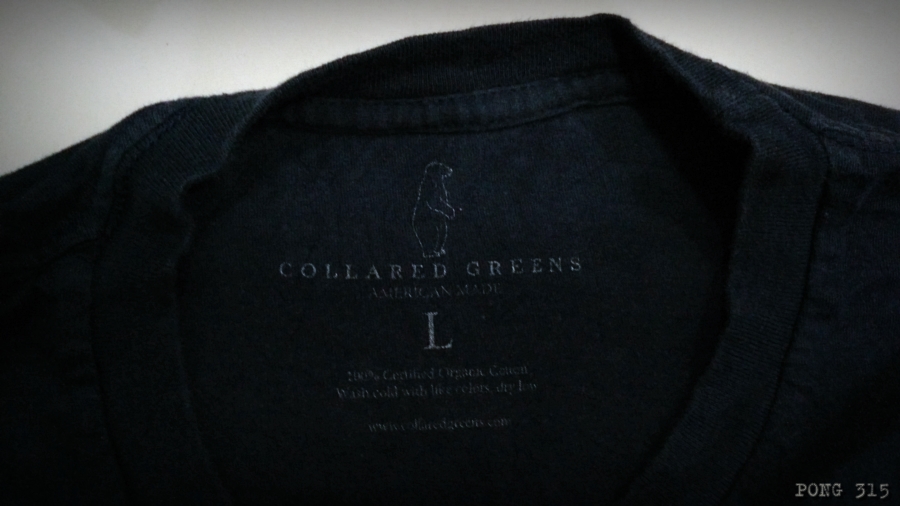 COLLARED GREENS
AMERICAN MADE
L
100% Certified Organic Cotton
Wash cold with like colors, dry low
www.collaredgreens.com
PONG 315